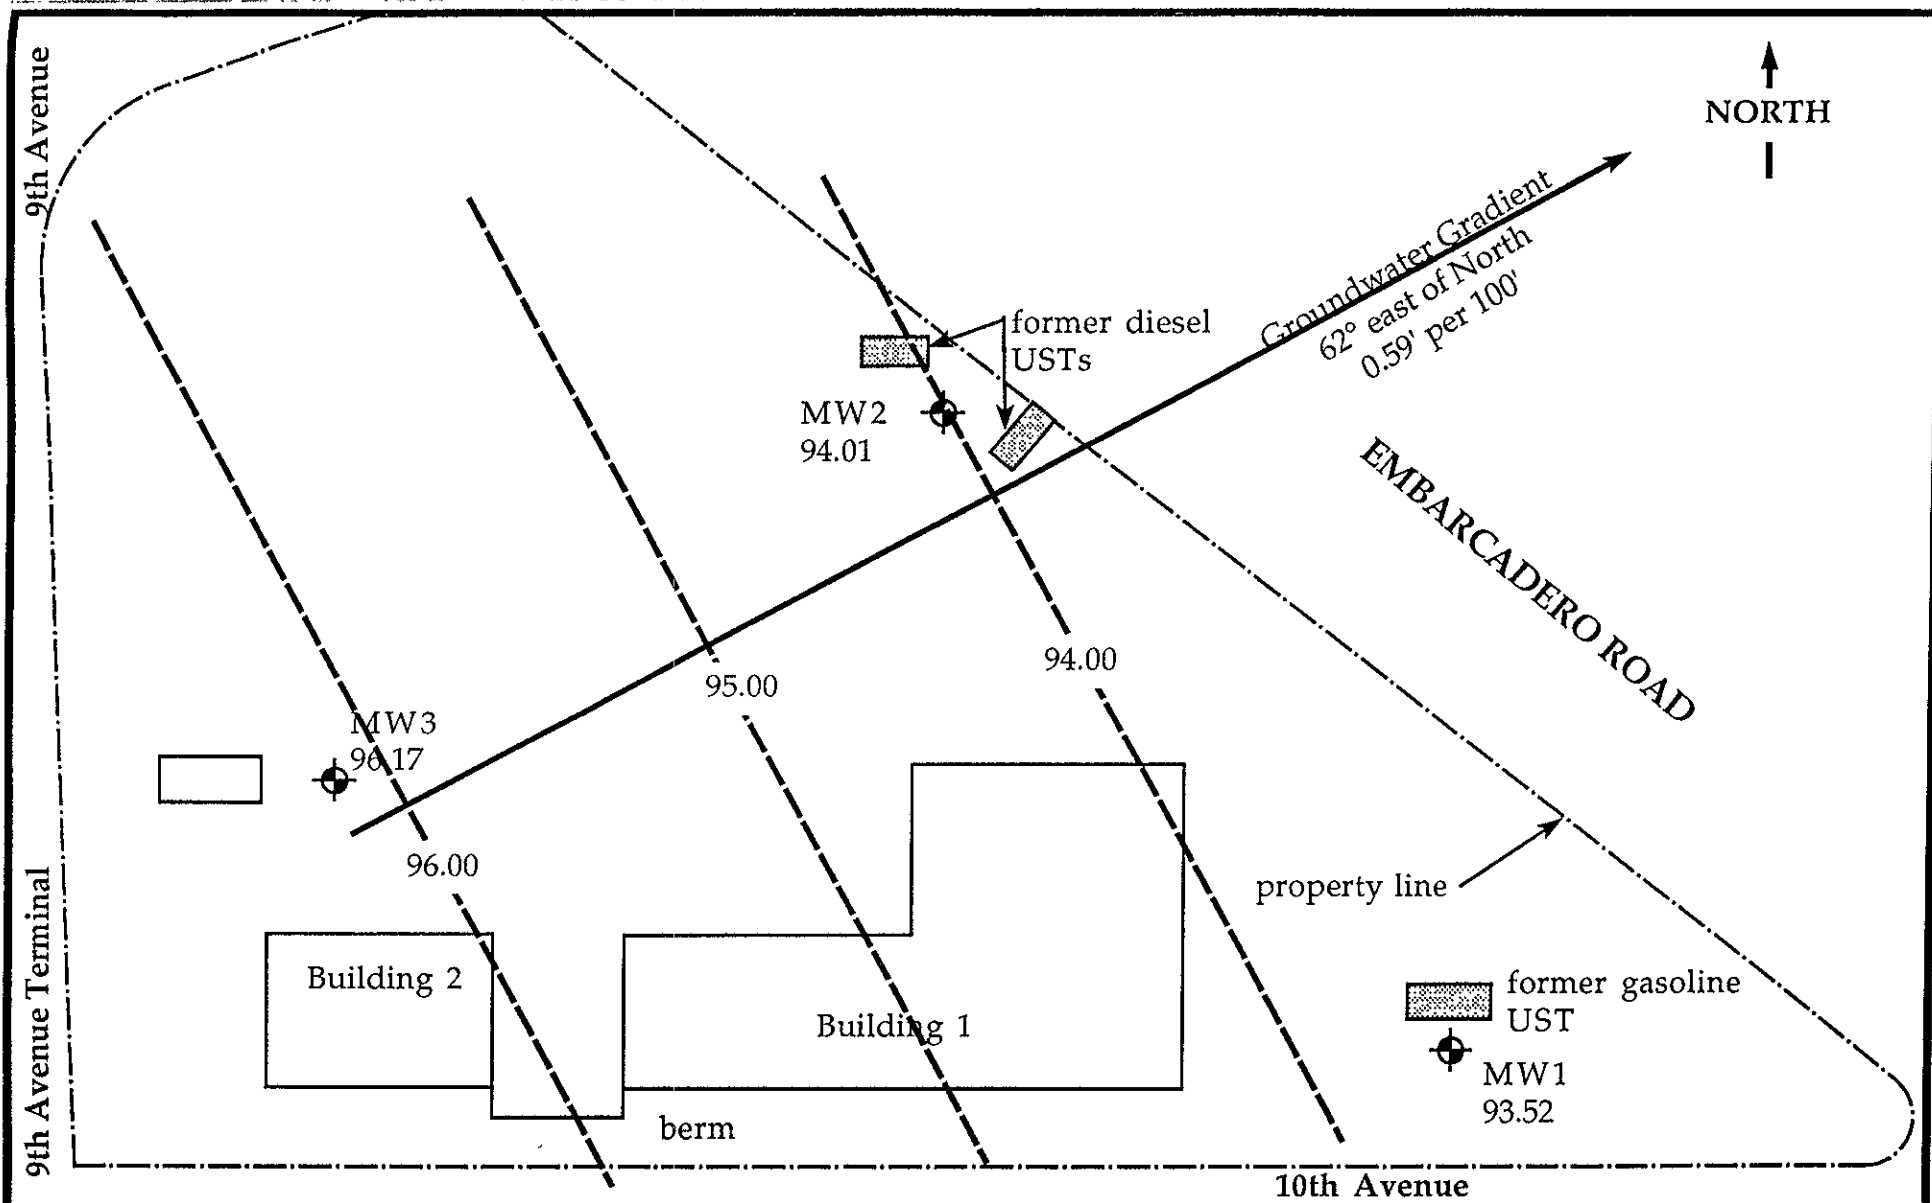 9th Avenue
NORTH
Groundwater Gradient
62° east of North
0.59' per 100'
former diesel
USTs
MW2
94.01
EMBARCADERO ROAD
94.00
95.00
MW3
96.17
96.00
property line
9th Avenue Terminal
Building 2
Building 1
former gasoline
UST
MW1
93.52
berm
10th Avenue